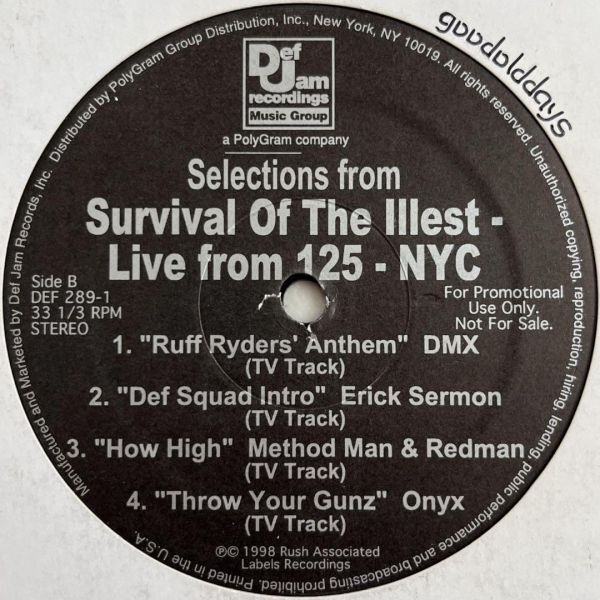 goodolddays
Def
Jam
recordings
Music Group
a PolyGram company
Selections from
Survival Of The Illest -
Live from 125 - NYC
Side B
DEF 289-1
33 1/3 RPM
STEREO
For Promotional
Use Only.
Not For Sale.
1. "Ruff Ryders' Anthem" DMX
(TV Track)
2. "Def Squad Intro" Erick Sermon
(TV Track)
3. "How High" Method Man & Redman
(TV Track)
4. "Throw Your Gunz" Onyx
(TV Track)
℗© 1998 Rush Associated
Labels Recordings
Manufactured and Marketed by Def Jam Records, Inc. Distributed by PolyGram Group Distribution, Inc., New York, NY 10019. All rights reserved. Unauthorized copying, reproduction, hiring, lending public performance and broadcasting prohibited. Printed in the U.S.A.